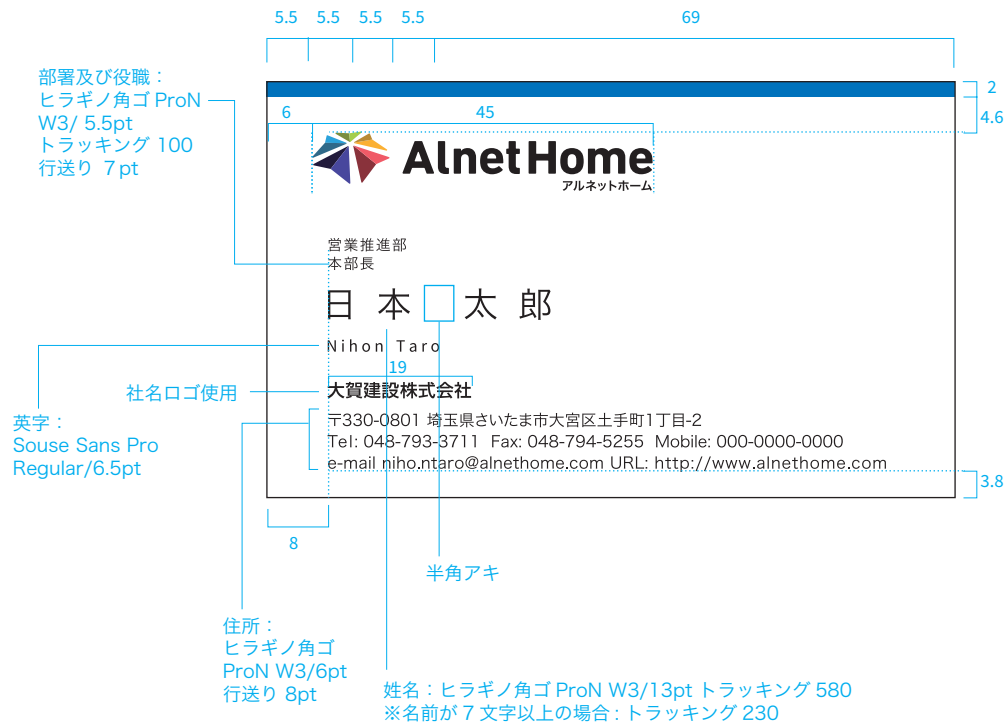 5.5 5.5 5.5 5.5 69
部署及び役職：
ヒラギノ角ゴ ProN
W3/ 5.5pt
トラッキング 100
行送り 7pt
2
4.6
6 45
Alnet Home
アルネットホーム
営業推進部
本部長
日本 太郎
Nihon Taro
19
社名ロゴ使用
大賀建設株式会社
英字：
Souse Sans Pro
Regular/6.5pt
〒330-0801 埼玉県さいたま市大宮区土手町1丁目-2
Tel: 048-793-3711 Fax: 048-794-5255 Mobile: 000-0000-0000
e-mail niho.ntaro@alnethome.com URL: http://www.alnethome.com
3.8
8
半角アキ
住所：
ヒラギノ角ゴ
ProN W3/6pt
行送り 8pt
姓名：ヒラギノ角ゴ ProN W3/13pt トラッキング 580
※名前が 7 文字以上の場合：トラッキング 230